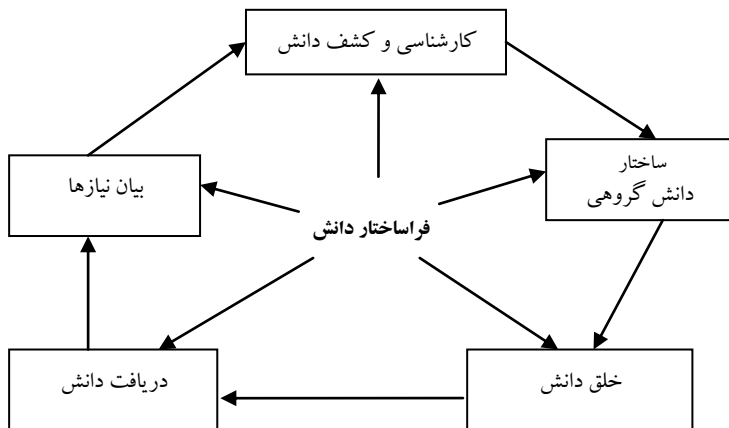 کارشناسی و کشف دانش
ساختار
دانش گروهی
بیان نیازها
فراساختار دانش
خلق دانش
دریافت دانش